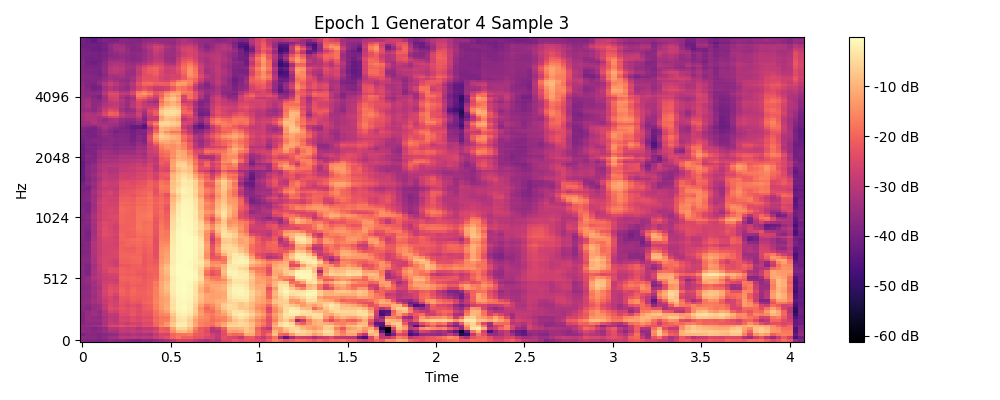 Epoch 1 Generator 4 Sample 3
Hz
4096
2048
1024
512
0
0
0.5
1
1.5
2
2.5
3
3.5
4
Time
-10 dB
-20 dB
-30 dB
-40 dB
-50 dB
-60 dB